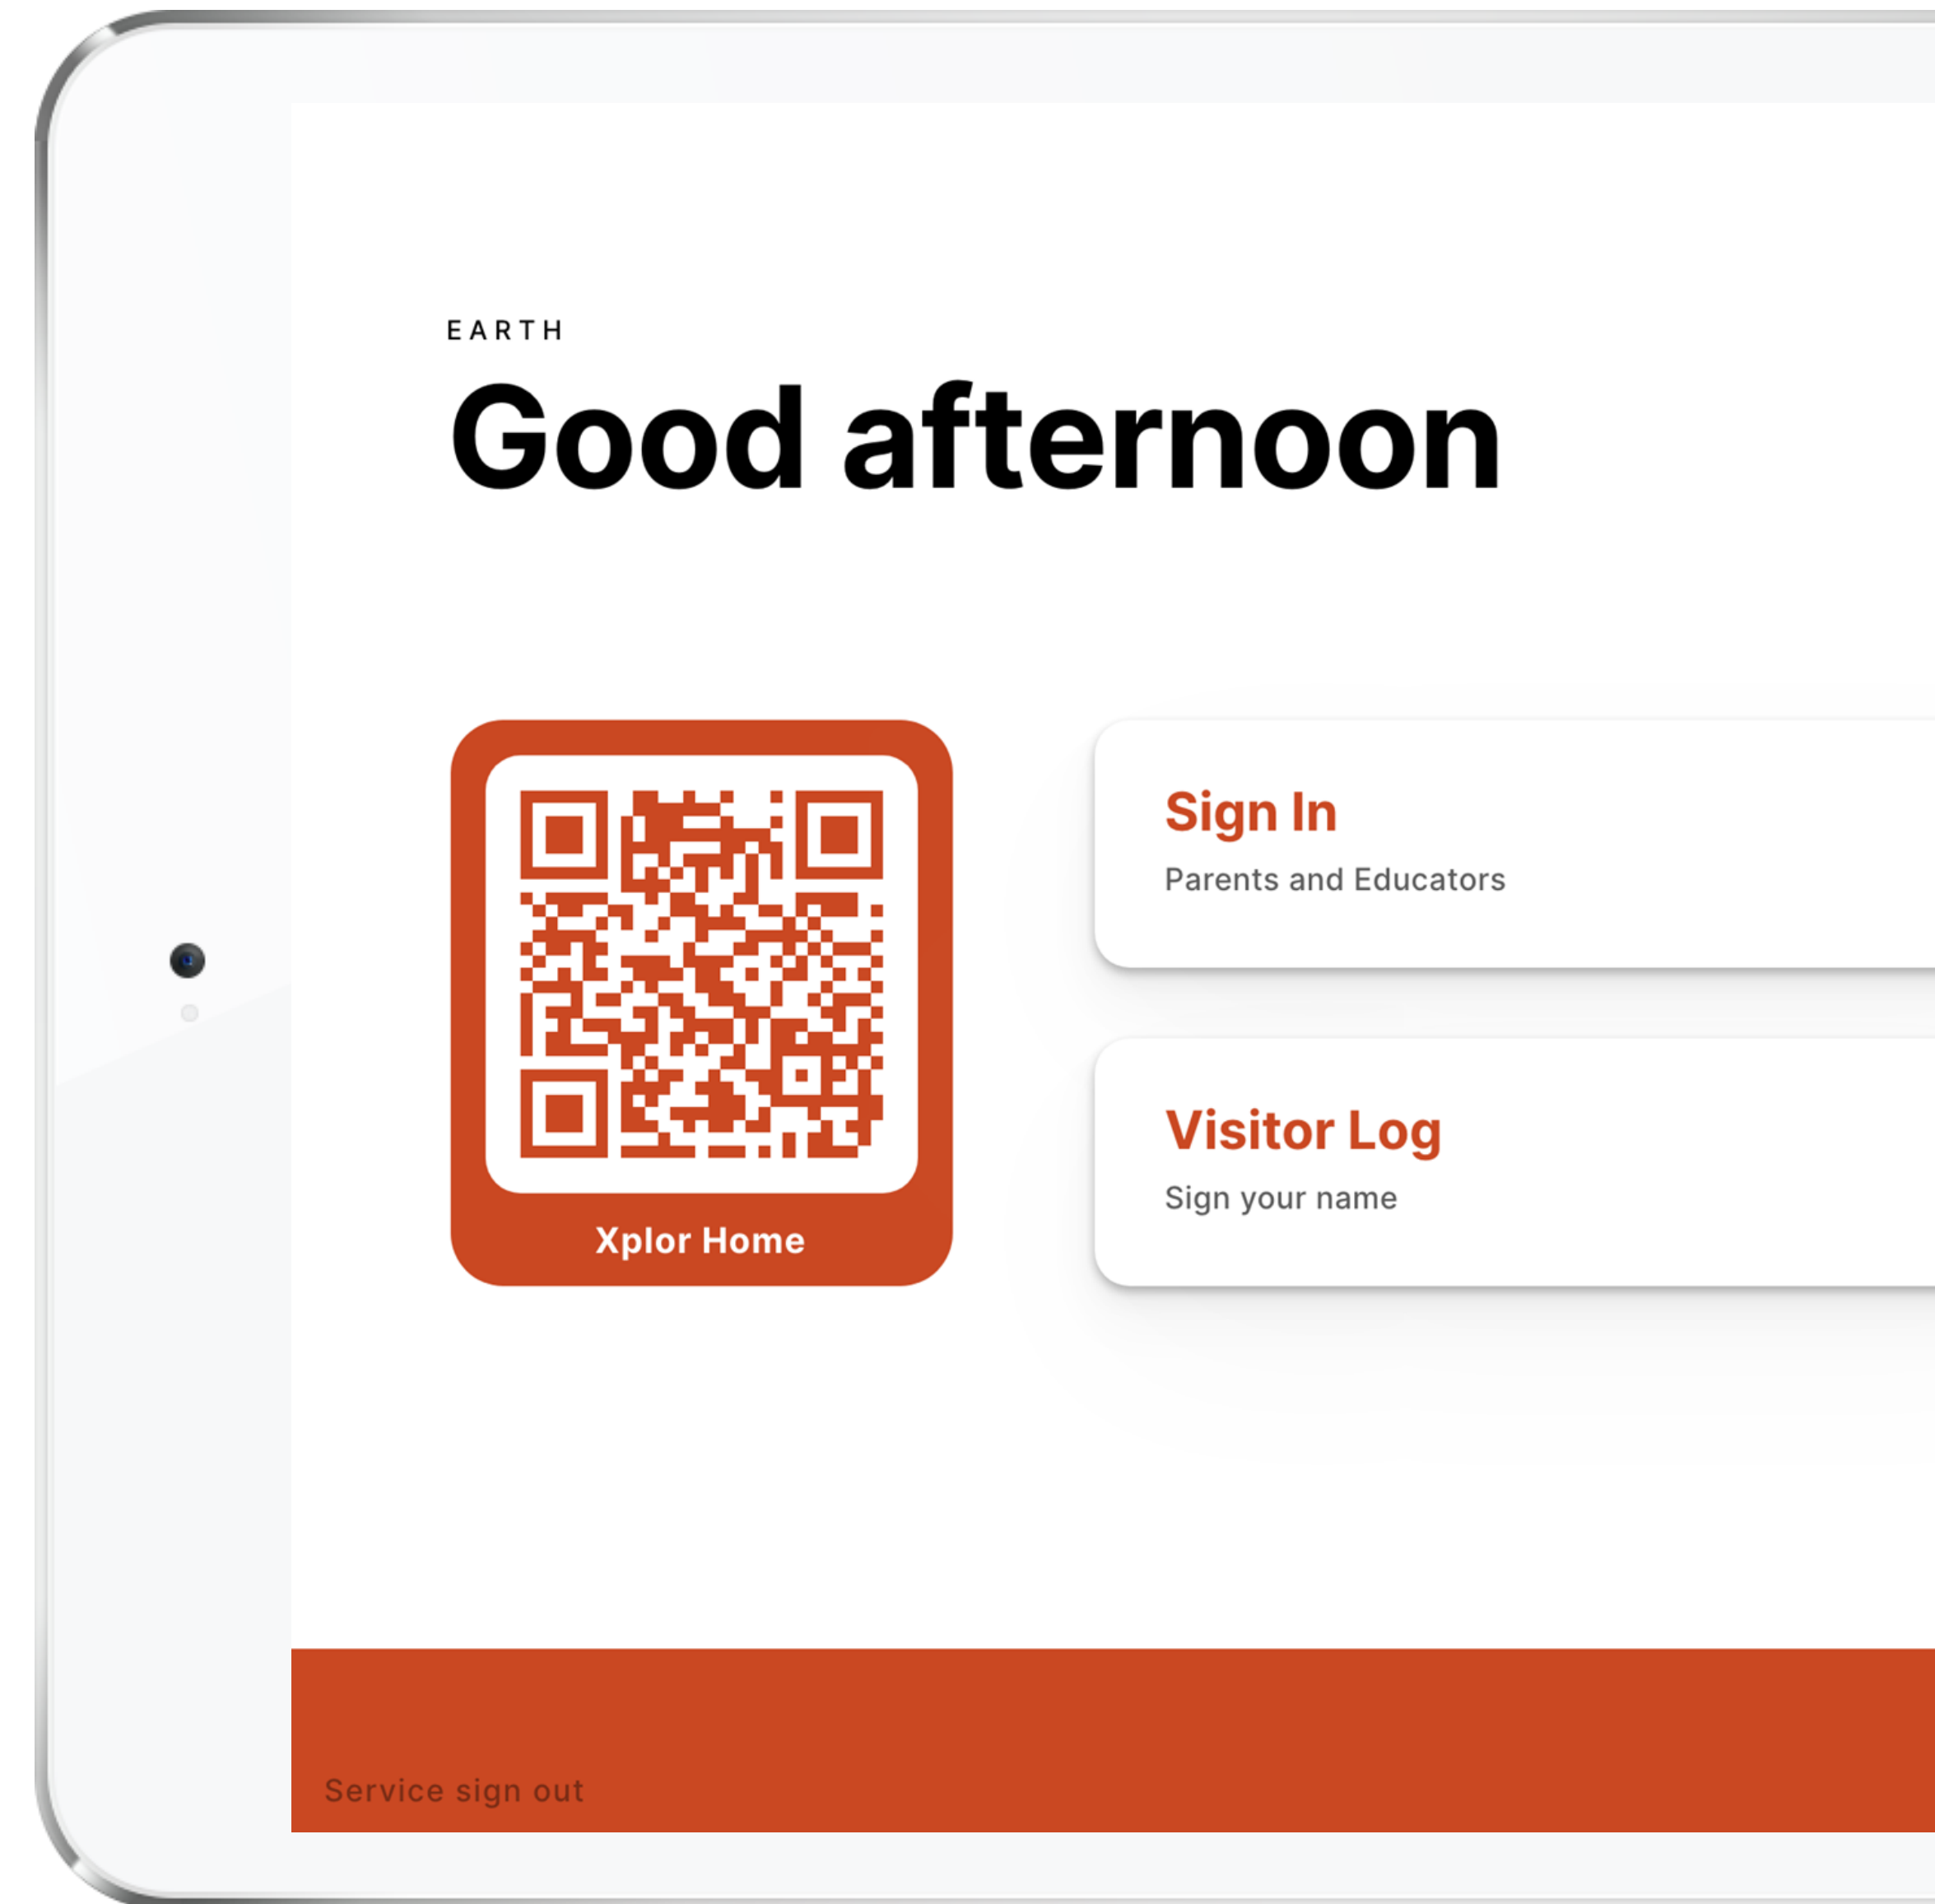 EARTH
Good afternoon
Sign In
Parents and Educators
Visitor Log
Sign your name
Xplor Home
Service sign out